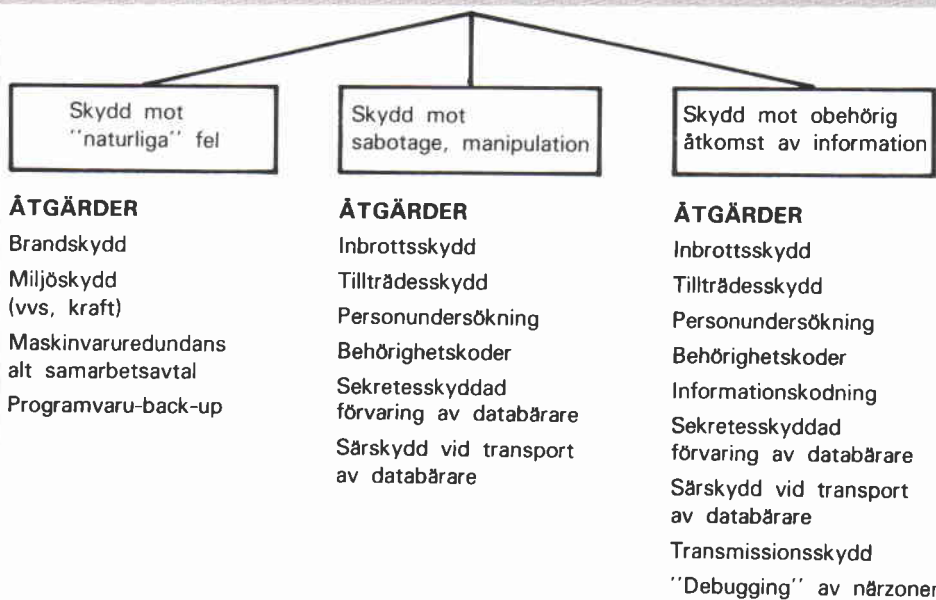 Skydd mot
"naturliga" fel
ÅTGÄRDER
Brandskydd
Miljöskydd
(vvs, kraft)
Maskinvaruredundans
alt samarbetsavtal
Programvaru-back-up
Skydd mot
sabotage, manipulation
ÅTGÄRDER
Inbrottsskydd
Tillträdesskydd
Personundersökning
Behörighetskoder
Sekretesskyddad
förvaring av databärare
Särskydd vid transport
av databärare
Skydd mot obehörig
åtkomst av information
ÅTGÄRDER
Inbrottsskydd
Tillträdesskydd
Personundersökning
Behörighetskoder
Informationskodning
Sekretesskyddad
förvaring av databärare
Särskydd vid transport
av databärare
Transmissionsskydd
''Debugging'' av närzoner